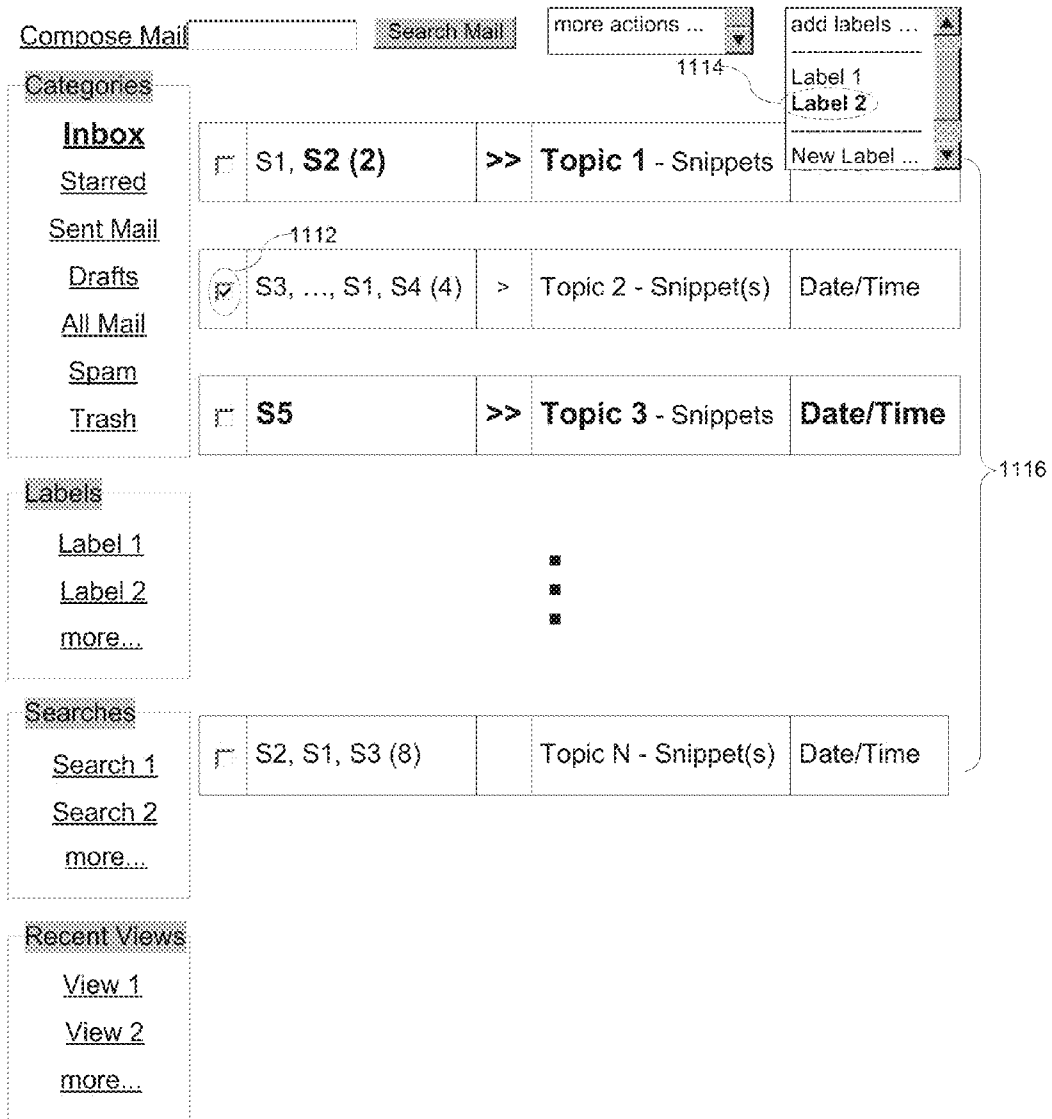 Compose Mail
Search Mail
more actions ...
add labels ...
Label 1
Label 2
New Label ...
1114
Categories
Inbox
Starred
Sent Mail
Drafts
All Mail
Spam
Trash
S1, S2 (2) >> Topic 1 - Snippets
1112
S3, ..., S1, S4 (4) > Topic 2 - Snippet(s) Date/Time
S5 >> Topic 3 - Snippets Date/Time
1116
Labels
Label 1
Label 2
more...
Searches
Search 1
Search 2
more...
S2, S1, S3 (8) Topic N - Snippet(s) Date/Time
Recent Views
View 1
View 2
more...